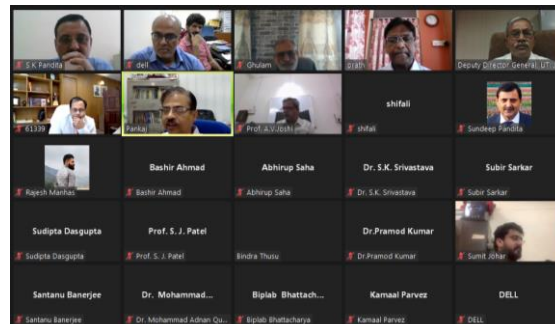 S.K Pandita
dell
Ghulam
prath
Deputy Director General, UT
61339
Pankaj
Prof. A.V.Joshi
shifali
shifali
Sundeep Pandita
Rajesh Manhas
Bashir Ahmad
Bashir Ahmad
Abhirup Saha
Abhirup Saha
Dr. S.K. Srivastava
Dr. S.K. Srivastava
Subir Sarkar
Subir Sarkar
Sudipta Dasgupta
Sudipta Dasgupta
Prof. S. J. Patel
Prof. S. J. Patel
Bindra Thusu
Dr.Pramod Kumar
Dr.Pramod Kumar
Sumit Johar
Santanu Banerjee
Santanu Banerjee
Dr. Mohammad...
Dr. Mohammad Adnan Qu...
Biplab Bhattach...
Biplab Bhattacharya
Kamaal Parvez
Kamaal Parvez
DELL
DELL